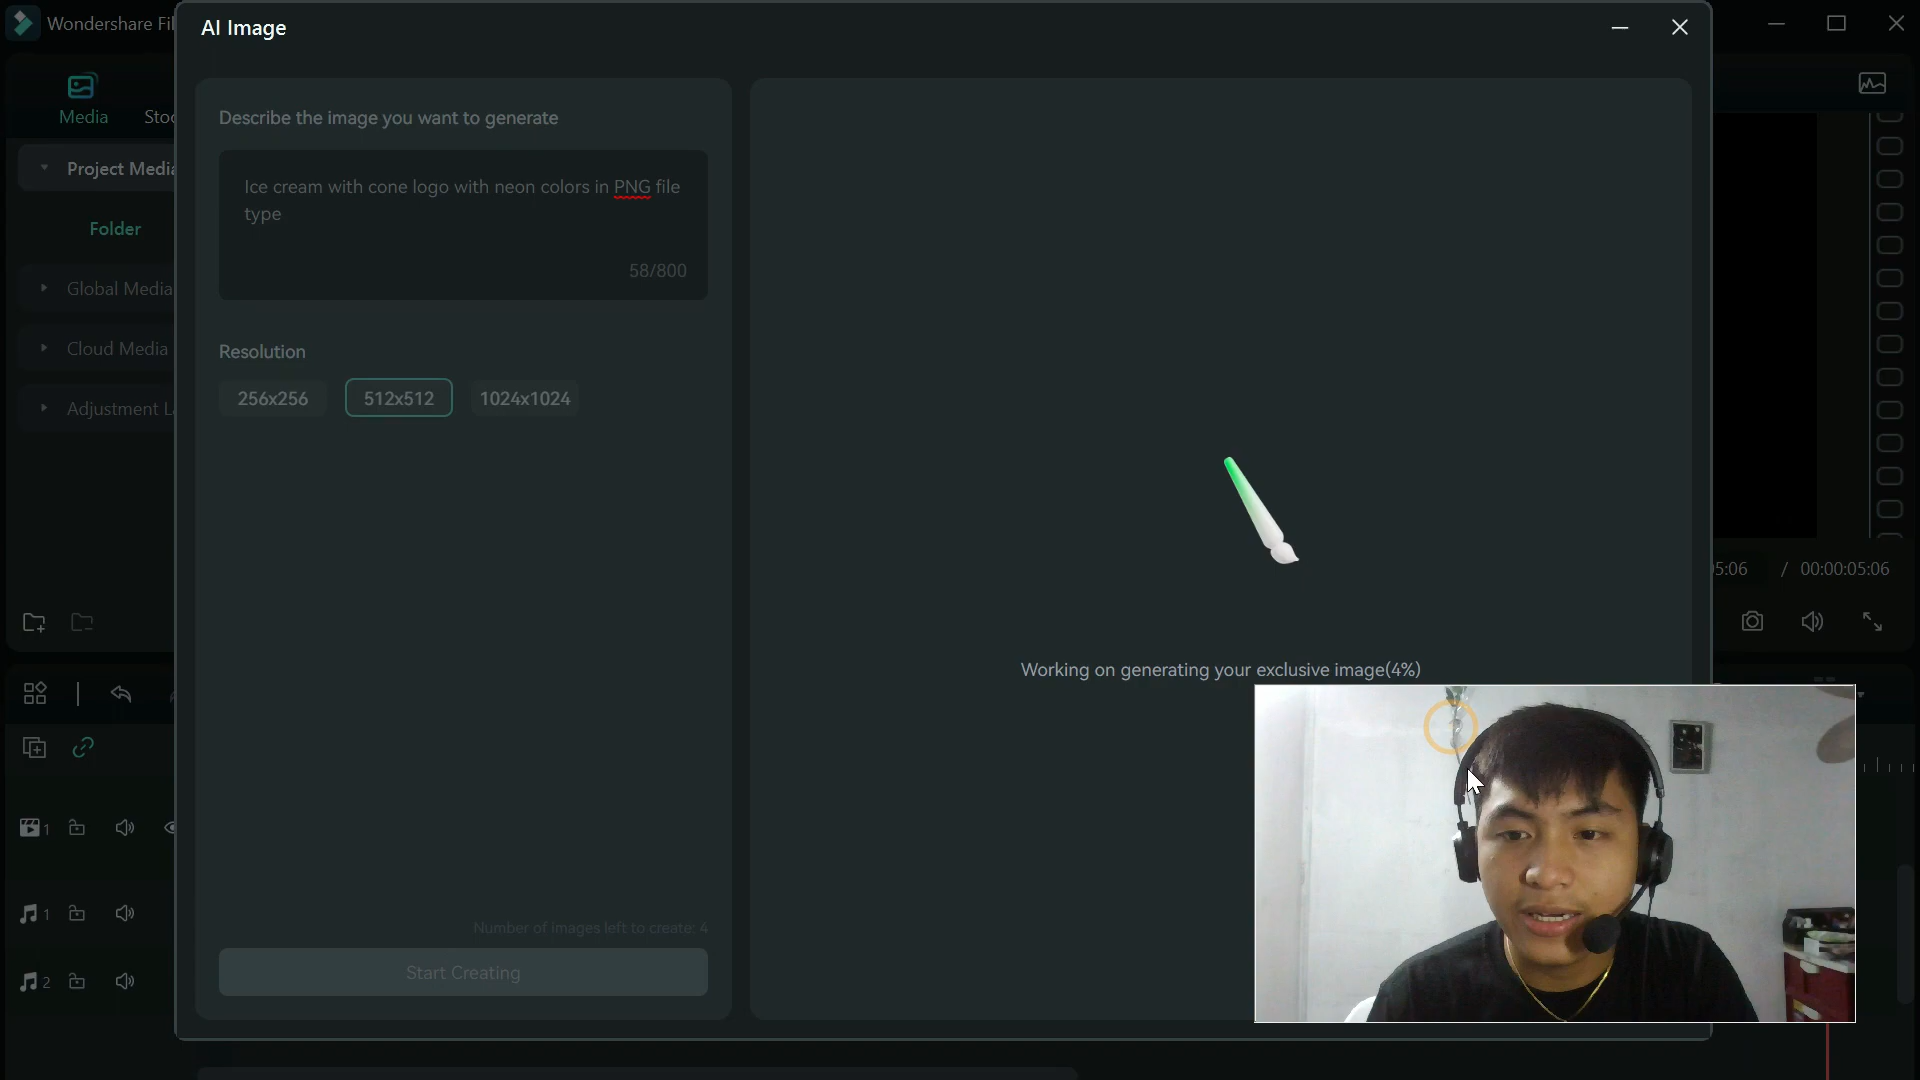 Wondershare Fil
AI Image
Media
Stoc
Describe the image you want to generate
Project Media
Ice cream with cone logo with neon colors in PNG file
type
58/800
Folder
Global Media
Cloud Media
Adjustment La
Resolution
256x256
512x512
1024x1024
5:06 / 00:00:05:06
Working on generating your exclusive image(4%)
1
1
2
Number of images left to create: 4
Start Creating